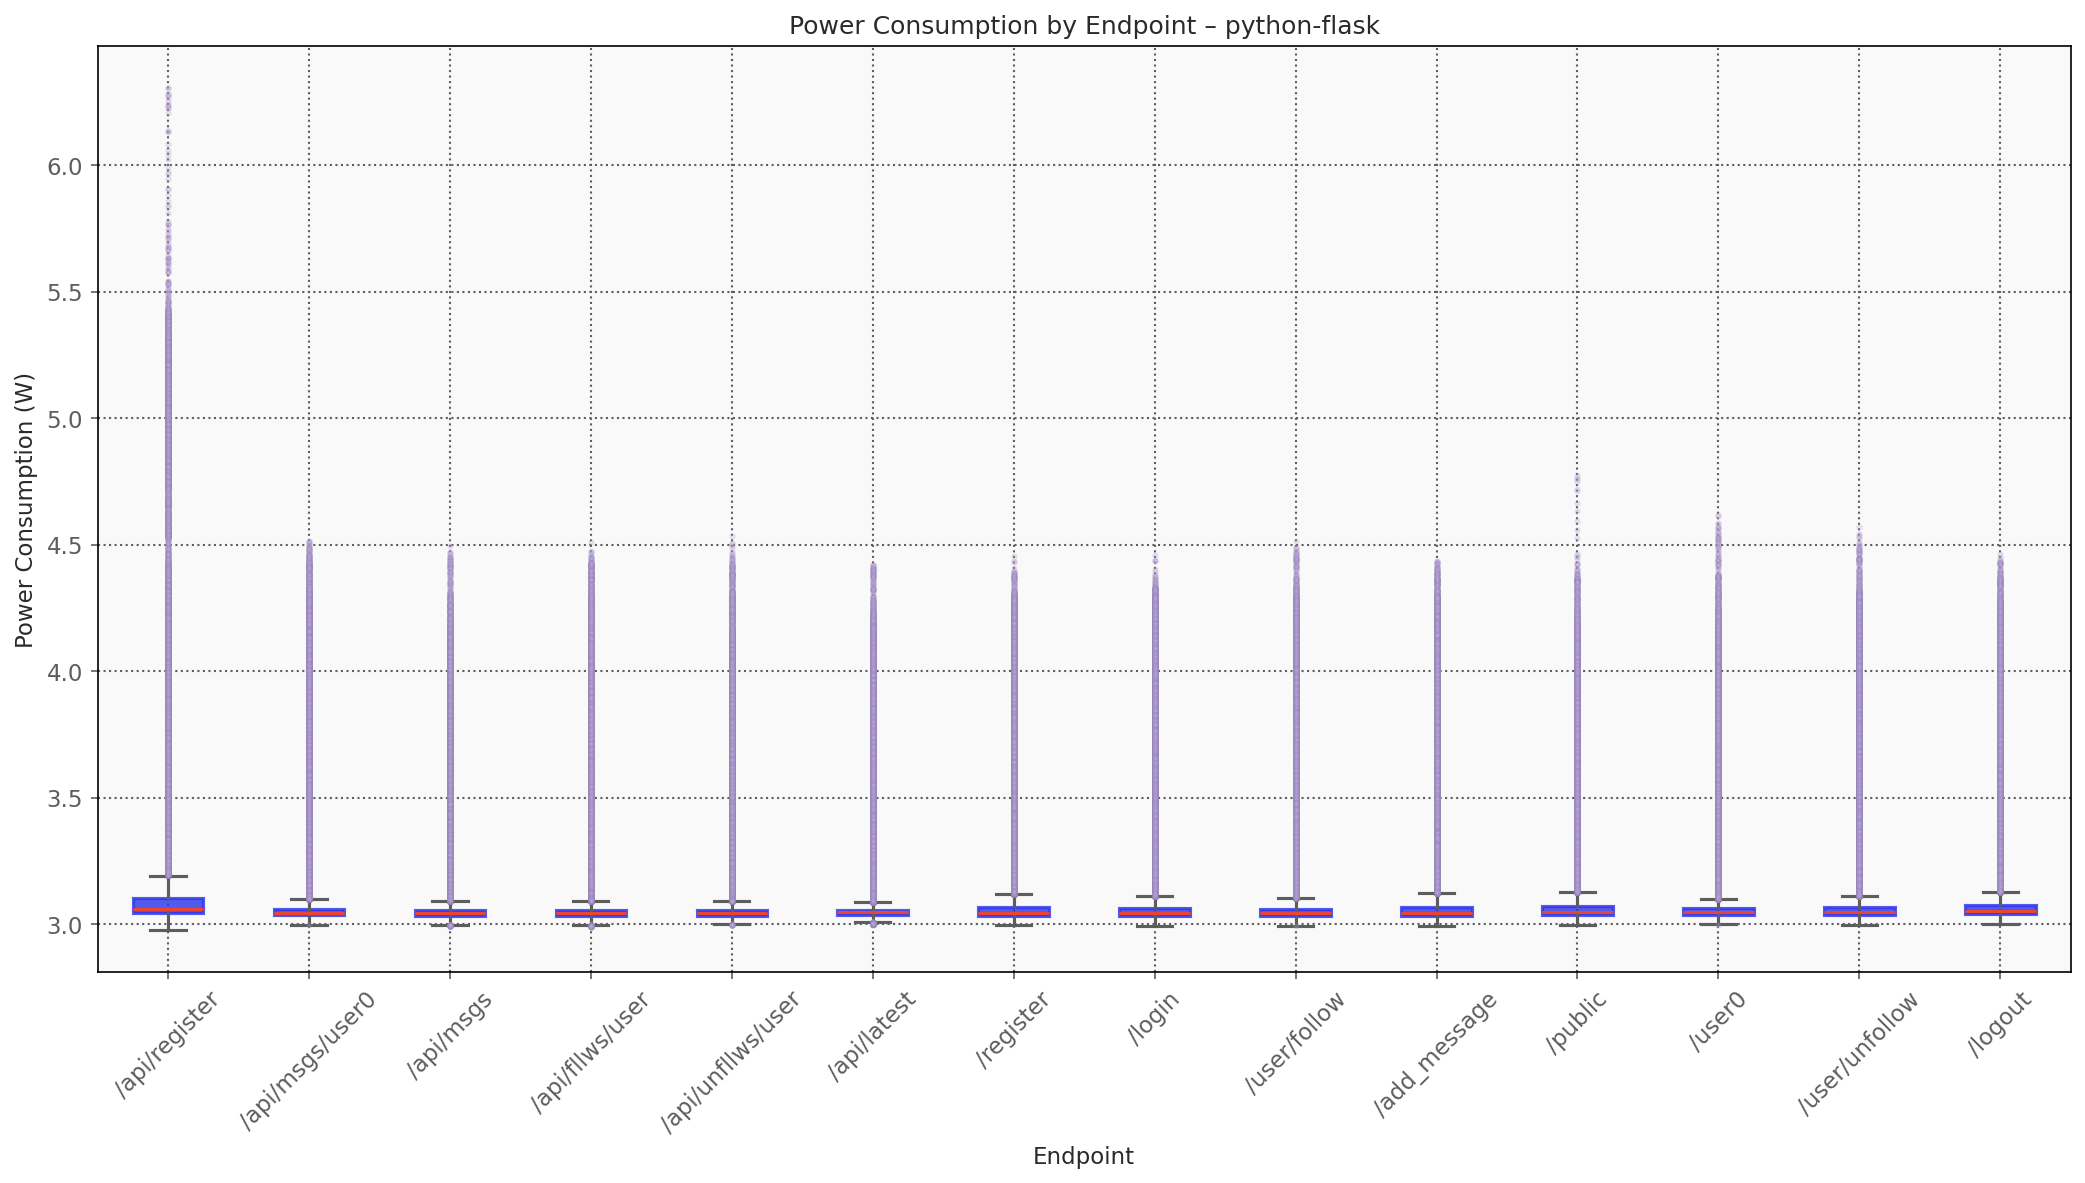 Power Consumption by Endpoint – python-flask
Power Consumption (W)
6.0
5.5
5.0
4.5
4.0
3.5
3.0
/api/register
/api/msgs/user0
/api/msgs
/api/fllws/user
/api/unfllws/user
/api/latest
/register
/login
/user/follow
/add_message
/public
/user0
/user/unfollow
/logout
Endpoint